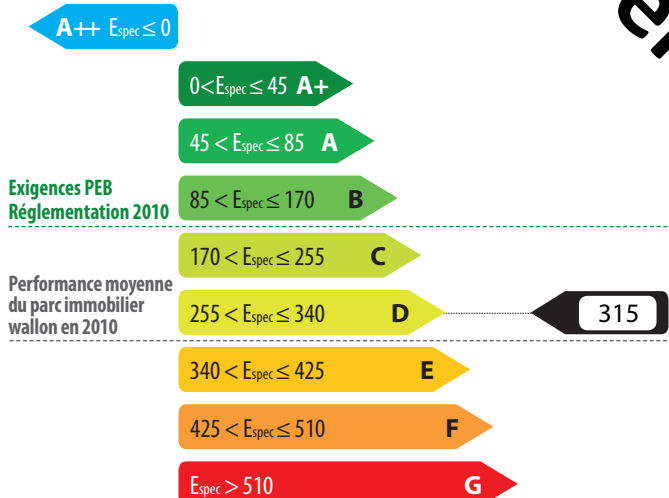 A++ Espec ≤ 0
0 < Espec ≤ 45 A+
45 < Espec ≤ 85 A
Exigences PEB
Réglementation 2010
85 < Espec ≤ 170 B
170 < Espec ≤ 255 C
Performance moyenne
du parc immobilier
wallon en 2010
255 < Espec ≤ 340 D
315
340 < Espec ≤ 425 E
425 < Espec ≤ 510 F
Espec > 510 G